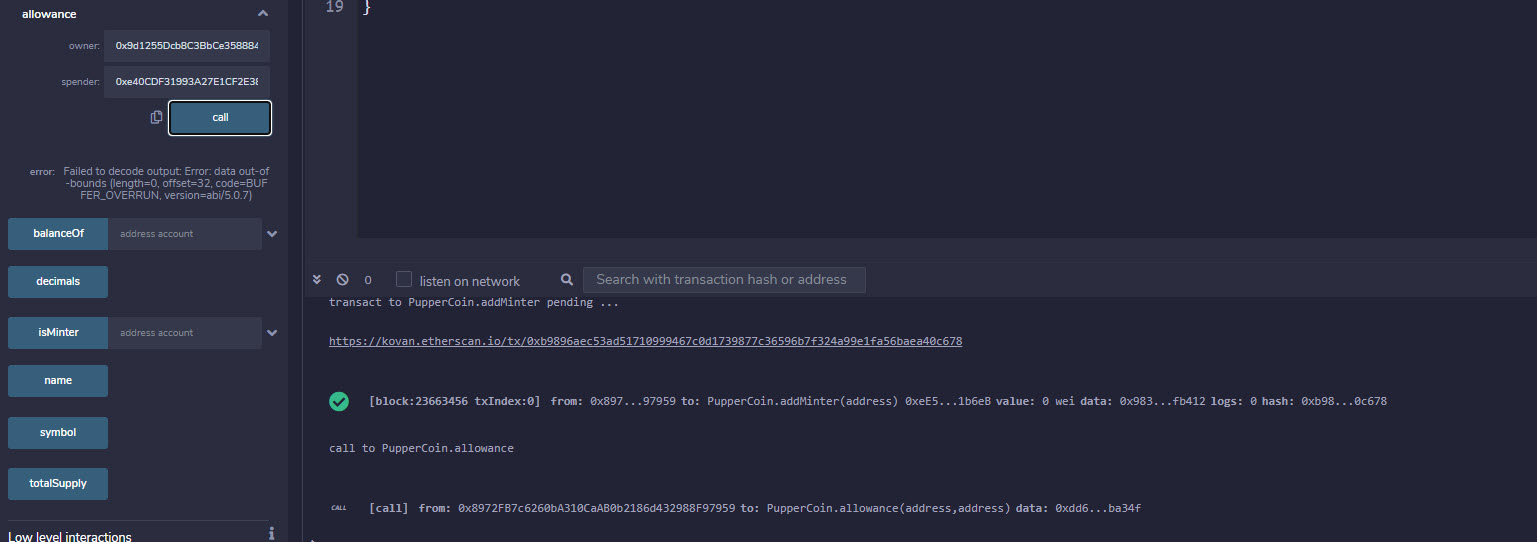 allowance
owner: 0x9d1255Dcb8C3BbCe358884
spender: 0xe40CDF31993A27E1CF2E38
call
error: Failed to decode output: Error: data out-of
-bounds (length=0, offset=32, code=BUF
FER_OVERRUN, version=abi/5.0.7)
balanceOf address account
decimals
isMinter address account
name
symbol
totalSupply
Low level interactions
19 }
0 listen on network Search with transaction hash or address
transact to PupperCoin.addMinter pending ...
https://kovan.etherscan.io/tx/0xb9896aec53ad51710999467c0d1739877c36596b7f324a99e1fa56baea40c678
[block:23663456 txIndex:0] from: 0x897...97959 to: PupperCoin.addMinter(address) 0xeE5...1b6eB value: 0 wei data: 0x983...fb412 logs: 0 hash: 0xb98...0c678
call to PupperCoin.allowance
CALL [call] from: 0x8972FB7c6260bA310CaAB0b2186d432988F97959 to: PupperCoin.allowance(address,address) data: 0xdd6...ba34f